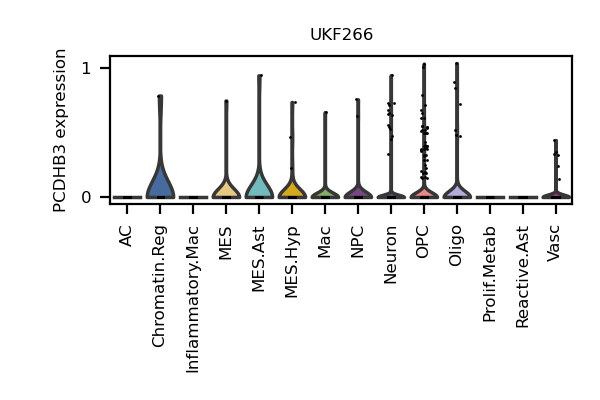 UKF266
PCDHB3 expression
1
0
AC
Chromatin.Reg
Inflammatory.Mac
MES
MES.Ast
MES.Hyp
Mac
NPC
Neuron
OPC
Oligo
Prolif.Metab
Reactive.Ast
Vasc